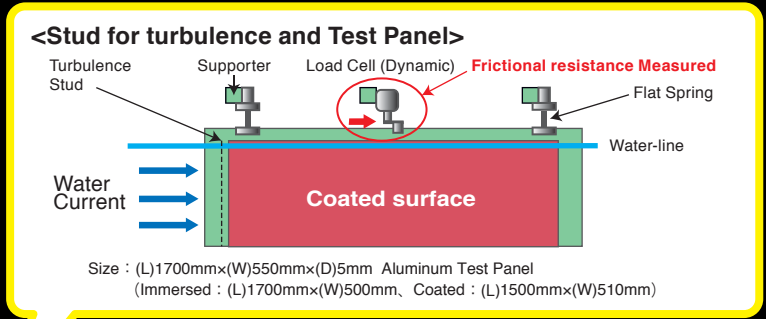 <Stud for turbulence and Test Panel>
Turbulence
Stud
Supporter
Load Cell (Dynamic)
Frictional resistance Measured
Flat Spring
Water-line
Water
Current
Coated surface
Size：(L)1700mm×(W)550mm×(D)5mm Aluminum Test Panel
（Immersed：(L)1700mm×(W)500mm、Coated：(L)1500mm×(W)510mm）